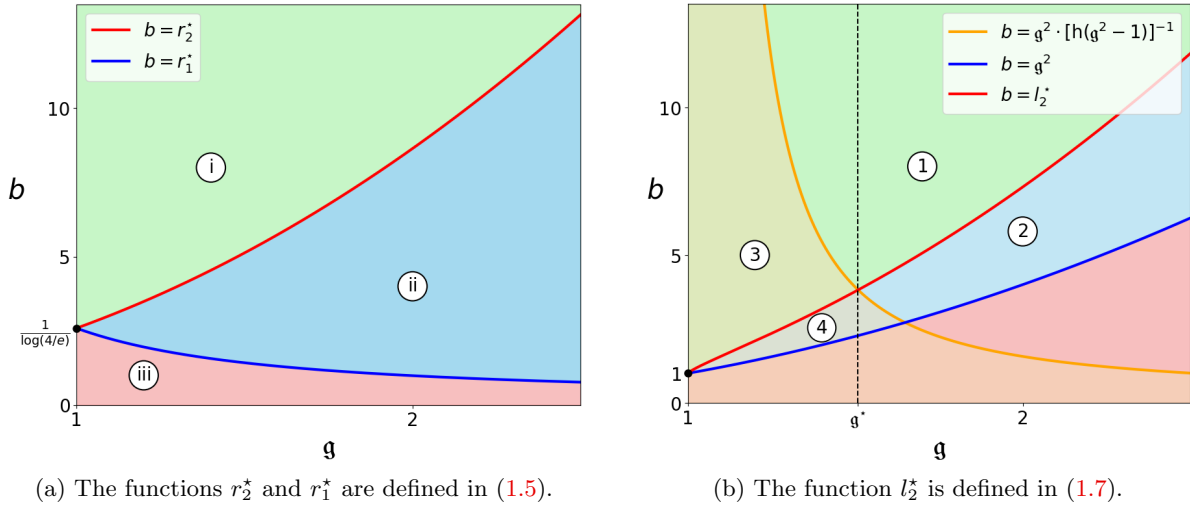 b = r₂*
b = r₁*
10
5
0
b
1/log(4/e)
i
ii
iii
1
2
𝔤
(a) The functions r₂* and r₁* are defined in (1.5).
b = 𝔤² · [h(𝔤² − 1)]⁻¹
b = 𝔤²
b = l₂*
10
5
1
0
b
1
2
3
4
1
𝔤*
2
𝔤
(b) The function l₂* is defined in (1.7).